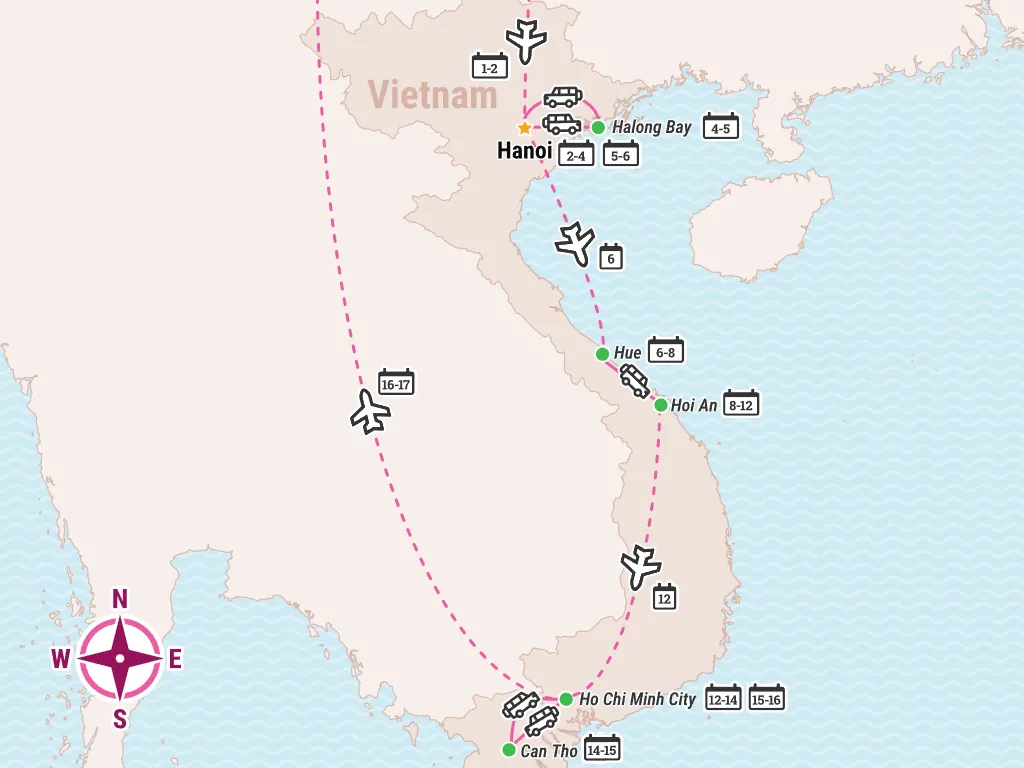 1-2
Vietnam
Halong Bay 4-5
Hanoi 2-4 5-6
6
Hue 6-8
16-17
Hoi An 8-12
12
N
W E
S
Ho Chi Minh City 12-14 15-16
Can Tho 14-15